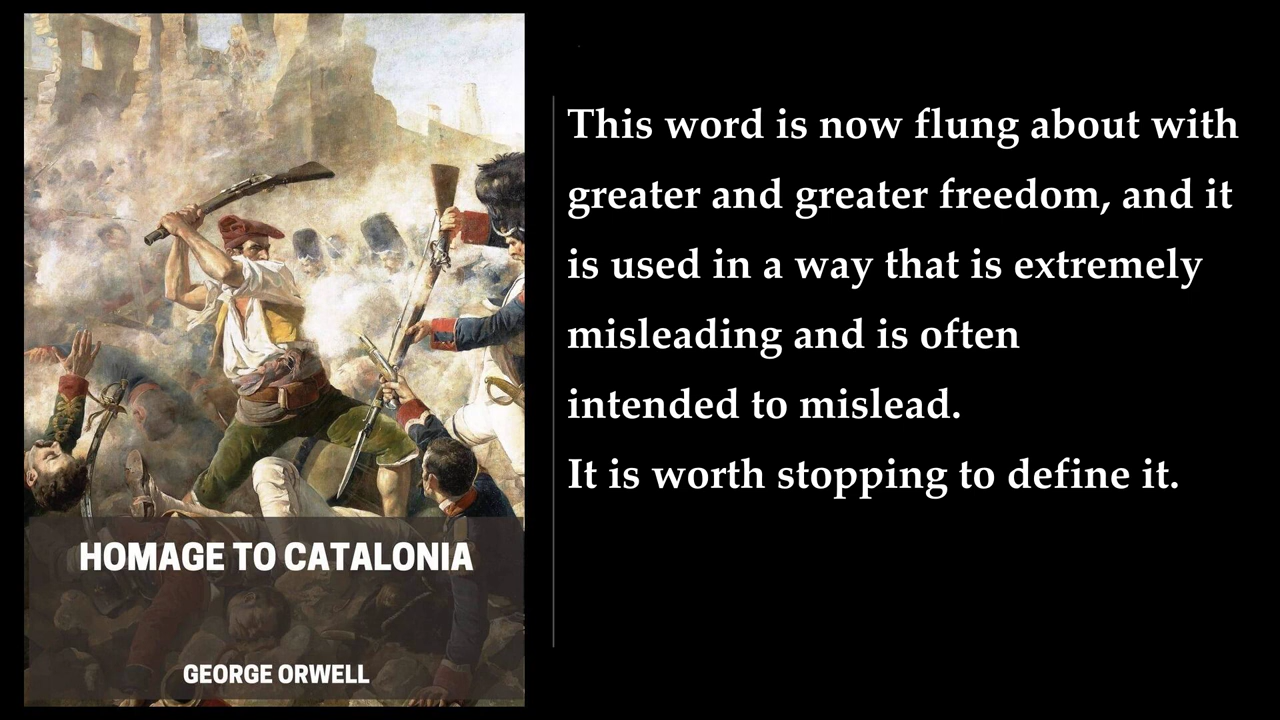 HOMAGE TO CATALONIA
GEORGE ORWELL
This word is now flung about with
greater and greater freedom, and it
is used in a way that is extremely
misleading and is often
intended to mislead.
It is worth stopping to define it.